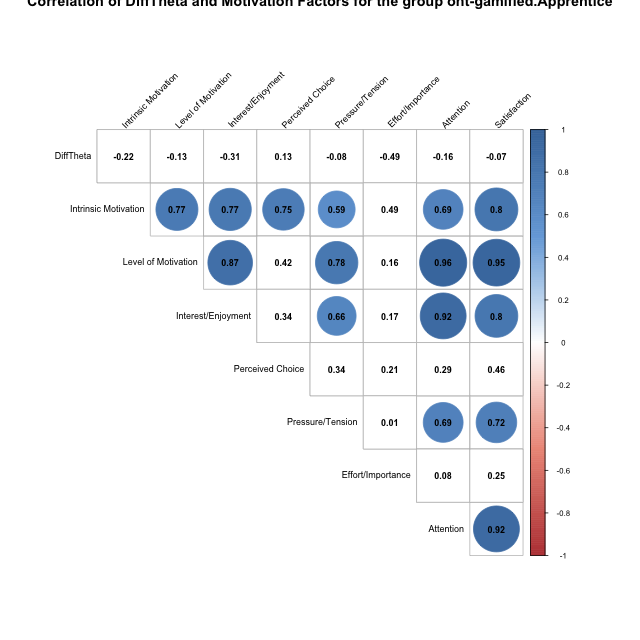 Correlation of DiffTheta and Motivation Factors for the group ont-gamified.Apprentice
Intrinsic Motivation
Level of Motivation
Interest/Enjoyment
Perceived Choice
Pressure/Tension
Effort/Importance
Attention
Satisfaction
DiffTheta -0.22 -0.13 -0.31 0.13 -0.08 -0.49 -0.16 -0.07
Intrinsic Motivation 0.77 0.77 0.75 0.59 0.49 0.69 0.8
Level of Motivation 0.87 0.42 0.78 0.16 0.96 0.95
Interest/Enjoyment 0.34 0.66 0.17 0.92 0.8
Perceived Choice 0.34 0.21 0.29 0.46
Pressure/Tension 0.01 0.69 0.72
Effort/Importance 0.08 0.25
Attention 0.92
1
0.8
0.6
0.4
0.2
0
-0.2
-0.4
-0.6
-0.8
-1